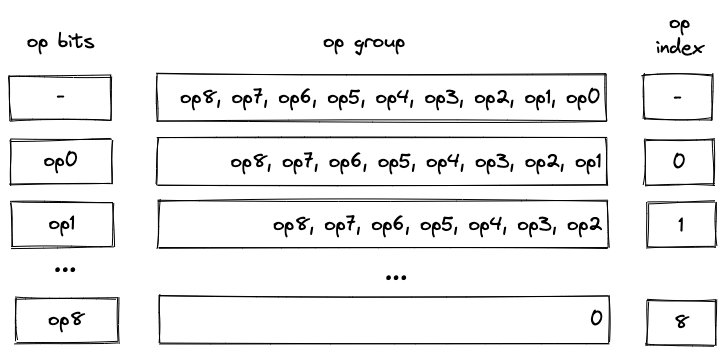 op bits op group op index
- op8, op7, op6, op5, op4, op3, op2, op1, op0 -
op0 op8, op7, op6, op5, op4, op3, op2, op1 0
op1 op8, op7, op6, op5, op4, op3, op2 1
... ...
op8 0 8